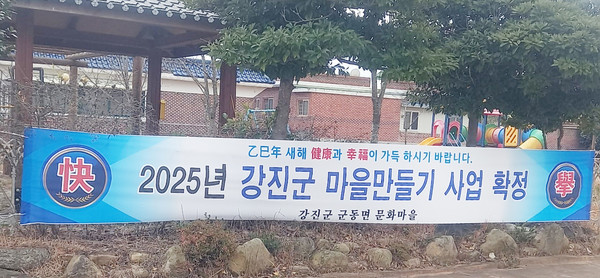 乙巳年 새해 健康과 幸福이 가득 하시기 바랍니다.
快 2025년 강진군 마을만들기 사업 확정 擧
강진군 군동면 문화마을